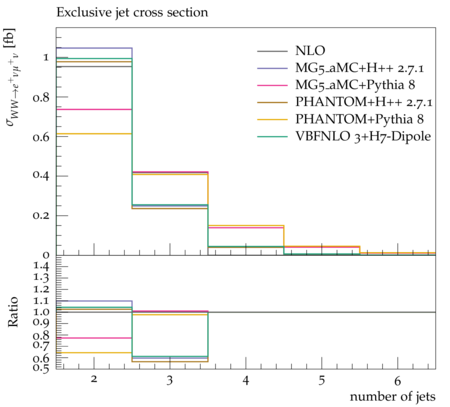 Exclusive jet cross section
σWW→e+νμ+ν [fb]
NLO
MG5_aMC+H++ 2.7.1
MG5_aMC+Pythia 8
PHANTOM+H++ 2.7.1
PHANTOM+Pythia 8
VBFNLO 3+H7-Dipole
1
0.8
0.6
0.4
0.2
0
Ratio
1.4
1.3
1.2
1.1
1.0
0.9
0.8
0.7
0.6
0.5
2 3 4 5 6
number of jets